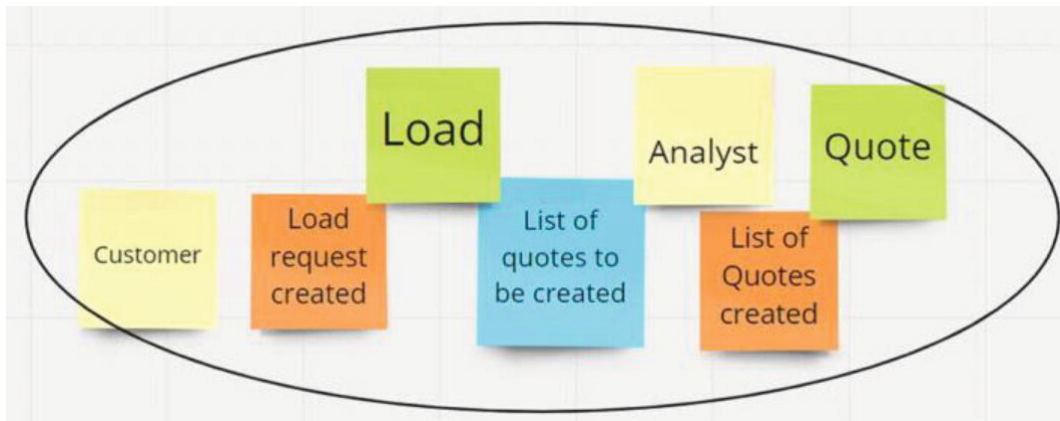 Customer
Load
request
created
Load
List of
quotes to
be created
Analyst
List of
Quotes
created
Quote